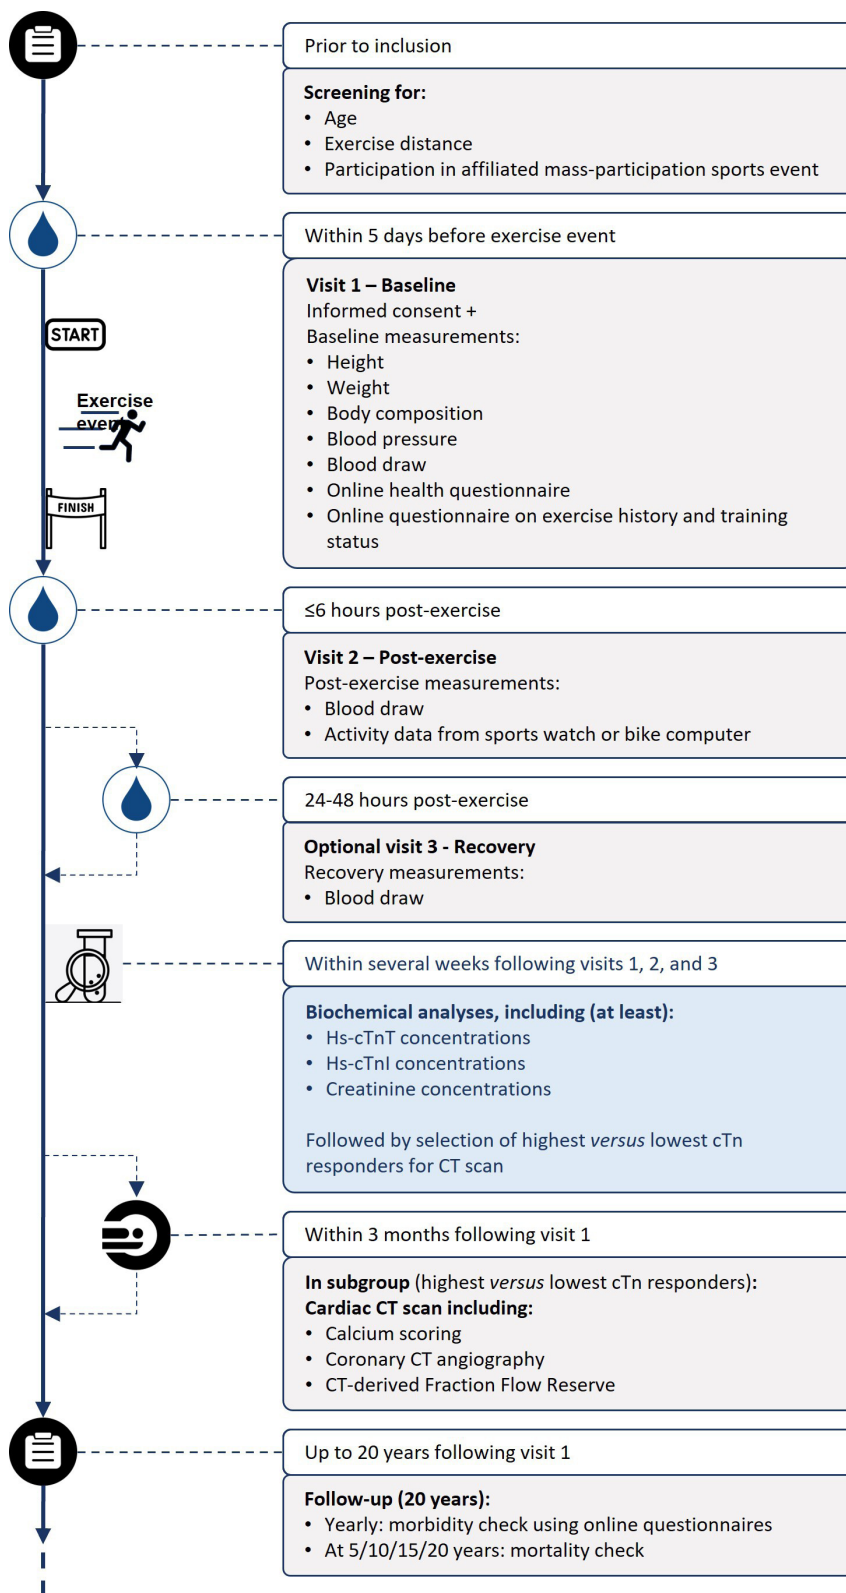 Prior to inclusion
Screening for:
• Age
• Exercise distance
• Participation in affiliated mass-participation sports event
Within 5 days before exercise event
Visit 1 – Baseline
Informed consent +
Baseline measurements:
• Height
• Weight
• Body composition
• Blood pressure
• Blood draw
• Online health questionnaire
• Online questionnaire on exercise history and training
status
START
Exercise
event
FINISH
≤6 hours post-exercise
Visit 2 – Post-exercise
Post-exercise measurements:
• Blood draw
• Activity data from sports watch or bike computer
24-48 hours post-exercise
Optional visit 3 - Recovery
Recovery measurements:
• Blood draw
Within several weeks following visits 1, 2, and 3
Biochemical analyses, including (at least):
• Hs-cTnT concentrations
• Hs-cTnI concentrations
• Creatinine concentrations
Followed by selection of highest versus lowest cTn
responders for CT scan
Within 3 months following visit 1
In subgroup (highest versus lowest cTn responders):
Cardiac CT scan including:
• Calcium scoring
• Coronary CT angiography
• CT-derived Fraction Flow Reserve
Up to 20 years following visit 1
Follow-up (20 years):
• Yearly: morbidity check using online questionnaires
• At 5/10/15/20 years: mortality check